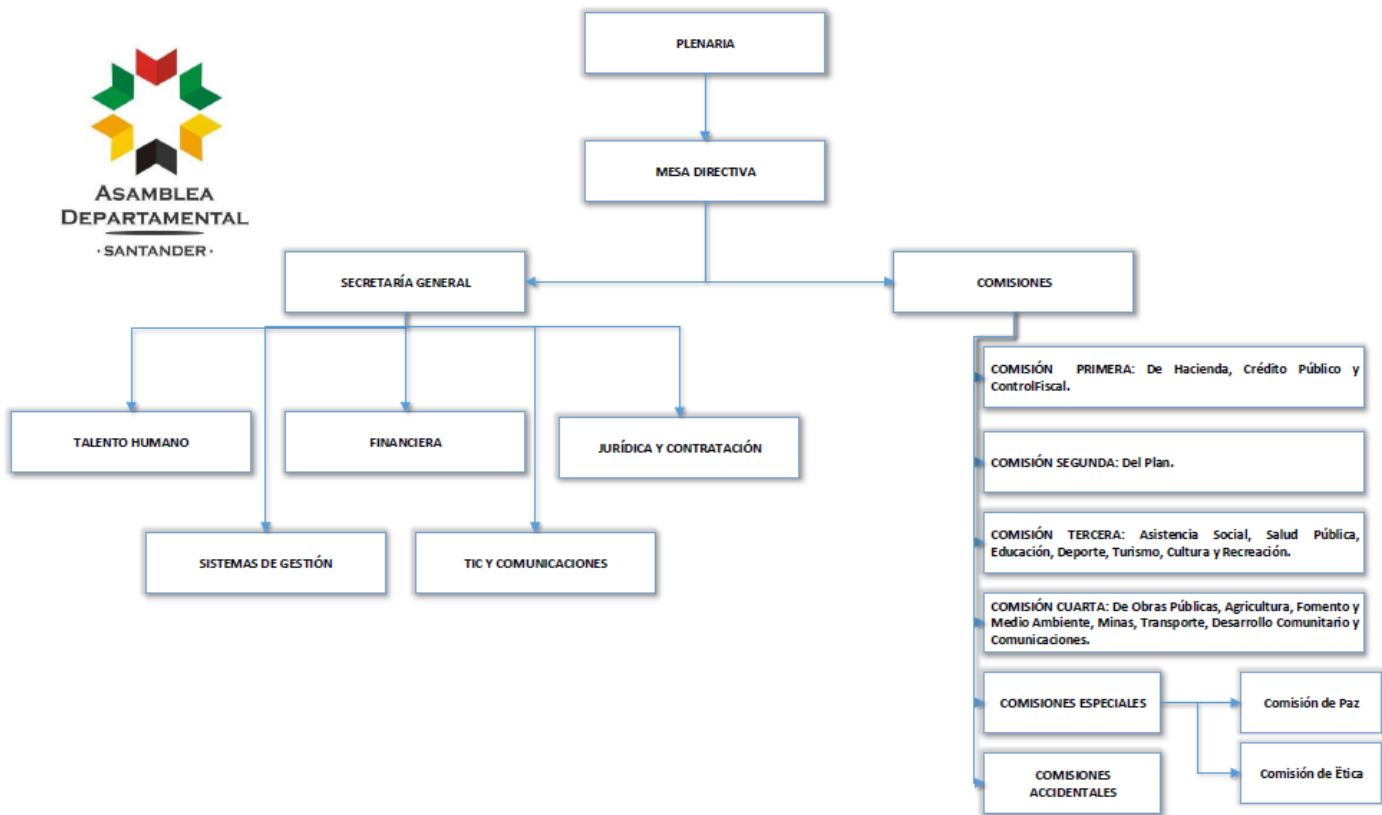 PLENARIA
MESA DIRECTIVA
ASAMBLEA
DEPARTAMENTAL
· SANTANDER ·
SECRETARÍA GENERAL
COMISIONES
COMISIÓN PRIMERA: De Hacienda, Crédito Público y
ControlFiscal.
TALENTO HUMANO
FINANCIERA
JURÍDICA Y CONTRATACIÓN
COMISIÓN SEGUNDA: Del Plan.
COMISIÓN TERCERA: Asistencia Social, Salud Pública,
Educación, Deporte, Turismo, Cultura y Recreación.
SISTEMAS DE GESTIÓN
TIC Y COMUNICACIONES
COMISIÓN CUARTA: De Obras Públicas, Agricultura, Fomento y
Medio Ambiente, Minas, Transporte, Desarrollo Comunitario y
Comunicaciones.
COMISIONES ESPECIALES
Comisión de Paz
COMISIONES
ACCIDENTALES
Comisión de Ëtica